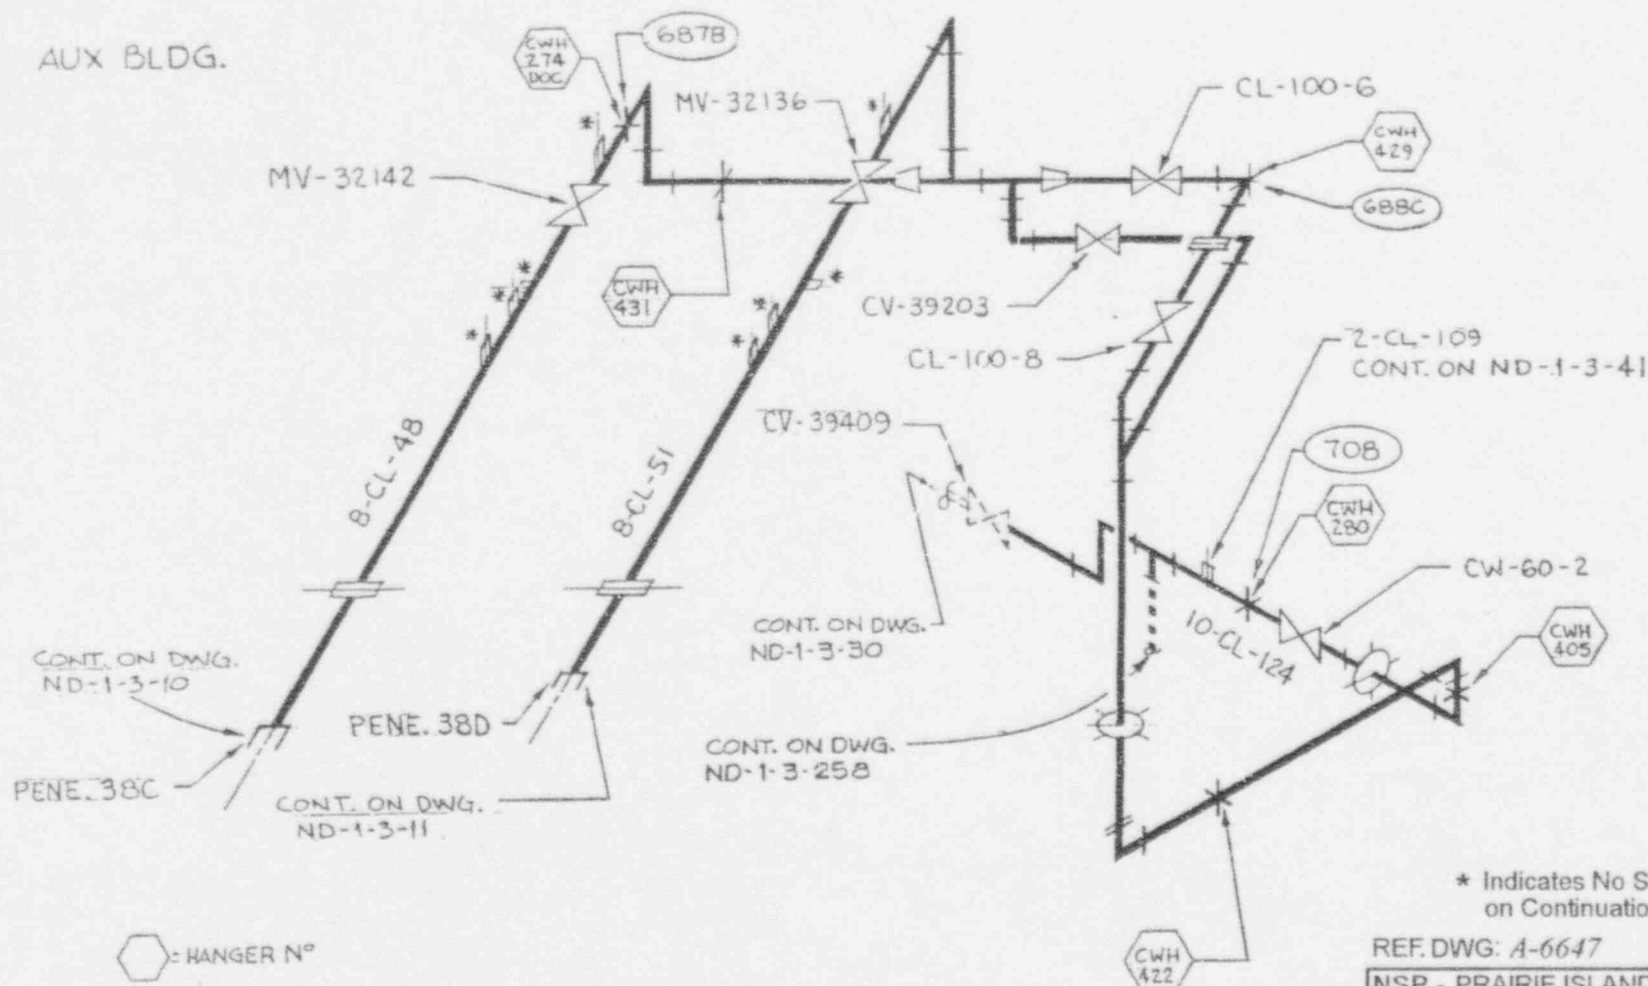 AUX BLDG.
CWH
274
DOC
687B
MV-32136
CL-100-6
CWH
429
MV-32142
688C
CWH
431
CV-39203
CL-100-8
2-CL-109
CONT. ON ND-1-3-41
CV-39409
708
CWH
280
8-CL-48
8-CL-51
CW-60-2
10-CL-124
CWH
405
CONT. ON DWG.
ND-1-3-30
CONT. ON DWG.
ND-1-3-10
PENE. 38D
CONT. ON DWG.
ND-1-3-258
PENE. 38C
CONT. ON DWG.
ND-1-3-11
* Indicates No S
on Continuatio
= HANGER Nº
CWH
422
REF. DWG: A-6647
NSP - PRAIRIE ISLAND